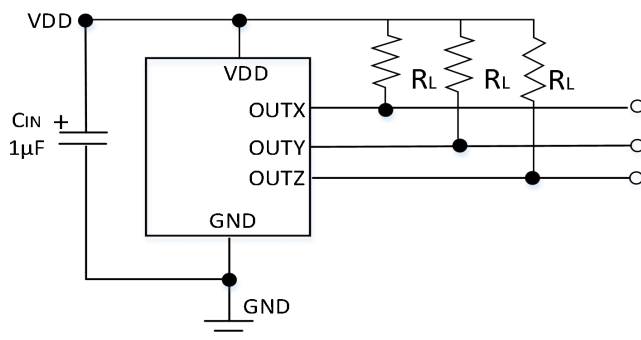 VDD
VDD
RL RL RL
OUTX
CIN +
1µF
OUTY
OUTZ
GND
GND